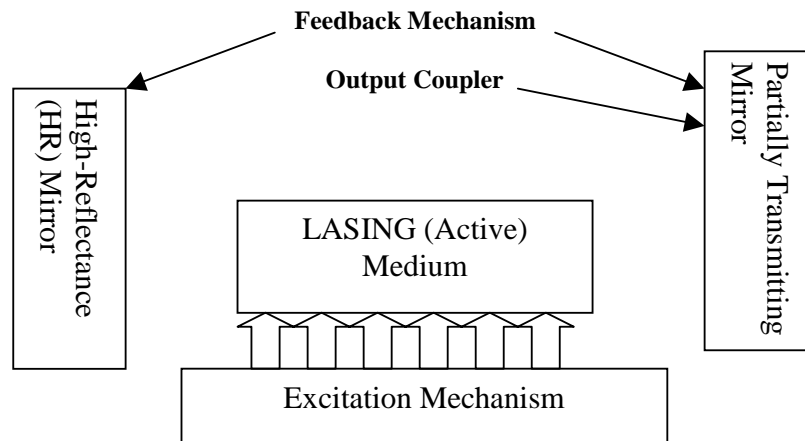 Feedback Mechanism
Output Coupler
High-Reflectance
(HR) Mirror
Partially Transmitting
Mirror
LASING (Active)
Medium
Excitation Mechanism